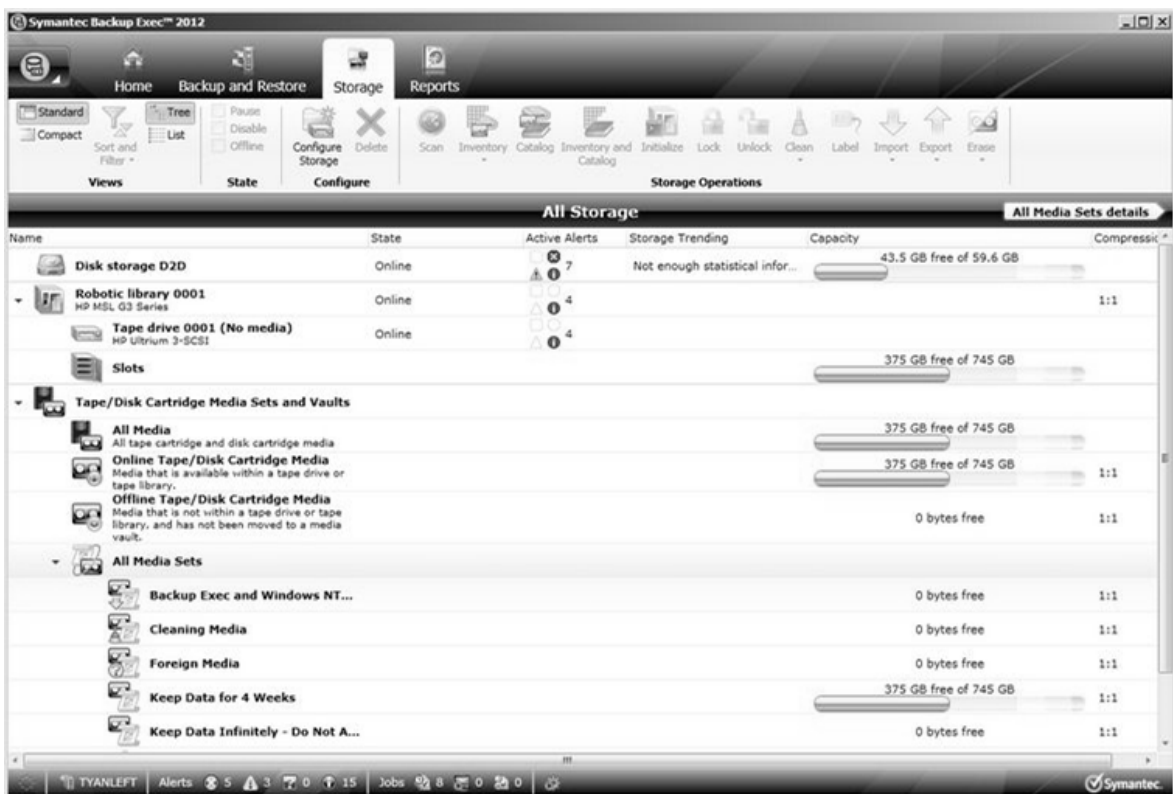 Symantec Backup Exec™ 2012
Home
Backup and Restore
Storage
Reports
Standard
Compact
Sort and
Filter
Tree
List
Views
Pause
Disable
Offline
State
Configure
Storage
Delete
Configure
Scan
Inventory
Catalog
Inventory and
Catalog
Initialize
Lock
Unlock
Clean
Label
Import
Export
Erase
Storage Operations
All Storage
All Media Sets details
Name State Active Alerts Storage Trending Capacity Compressio
Disk storage D2D Online 7 Not enough statistical infor... 43.5 GB free of 59.6 GB
Robotic library 0001 Online 4 1:1
HP MSL G3 Series
Tape drive 0001 (No media) Online 4
HP Ultrium 3-SCSI
Slots 375 GB free of 745 GB
Tape/Disk Cartridge Media Sets and Vaults
All Media 375 GB free of 745 GB
All tape cartridge and disk cartridge media
Online Tape/Disk Cartridge Media 375 GB free of 745 GB 1:1
Media that is available within a tape drive or
tape library.
Offline Tape/Disk Cartridge Media
Media that is not within a tape drive or tape
library, and has not been moved to a media
vault.
0 bytes free 1:1
All Media Sets
Backup Exec and Windows NT... 0 bytes free 1:1
Cleaning Media 0 bytes free 1:1
Foreign Media 0 bytes free 1:1
Keep Data for 4 Weeks 375 GB free of 745 GB 1:1
Keep Data Infinitely - Do Not A... 0 bytes free 1:1
TYANLEFT Alerts 5 3 0 15 Jobs 8 0 0 Symantec.